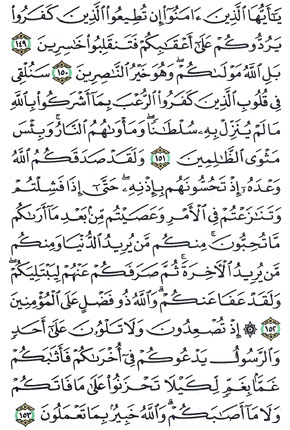 يَٰٓأَيُّهَا ٱلَّذِينَ ءَامَنُوٓاْ إِن تُطِيعُواْ ٱلَّذِينَ كَفَرُواْ
يَرُدُّوكُمْ عَلَىٰٓ أَعْقَٰبِكُمْ فَتَنقَلِبُواْ خَٰسِرِينَ
١٤٩ بَلِ ٱللَّهُ مَوْلَىٰكُمْ ۖ وَهُوَ خَيْرُ ٱلنَّٰصِرِينَ ١٥٠ سَنُلْقِى
فِى قُلُوبِ ٱلَّذِينَ كَفَرُواْ ٱلرُّعْبَ بِمَآ أَشْرَكُواْ بِٱللَّهِ
مَا لَمْ يُنَزِّلْ بِهِۦ سُلْطَٰنًا ۖ وَمَأْوَىٰهُمُ ٱلنَّارُ ۚ وَبِئْسَ
مَثْوَى ٱلظَّٰلِمِينَ ١٥١ وَلَقَدْ صَدَقَكُمُ ٱللَّهُ
وَعْدَهُۥٓ إِذْ تَحُسُّونَهُم بِإِذْنِهِۦ ۖ حَتَّىٰٓ إِذَا فَشِلْتُمْ
وَتَنَٰزَعْتُمْ فِى ٱلْأَمْرِ وَعَصَيْتُم مِّنۢ بَعْدِ مَآ أَرَىٰكُم
مَّا تُحِبُّونَ ۚ مِنكُم مَّن يُرِيدُ ٱلدُّنْيَا وَمِنكُم
مَّن يُرِيدُ ٱلْأَخِرَةَ ۚ ثُمَّ صَرَفَكُمْ عَنْهُمْ لِيَبْتَلِيَكُمْ ۖ
وَلَقَدْ عَفَا عَنكُمْ ۗ وَٱللَّهُ ذُو فَضْلٍ عَلَى ٱلْمُؤْمِنِينَ
١٥٢ ۞ إِذْ تُصْعِدُونَ وَلَا تَلْوُۥنَ عَلَىٰٓ أَحَدٍ
وَٱلرَّسُولُ يَدْعُوكُمْ فِىٓ أُخْرَىٰكُمْ فَأَثَٰبَكُمْ
غَمًّۢا بِغَمٍّ لِّكَيْلَا تَحْزَنُواْ عَلَىٰ مَا فَاتَكُمْ
وَلَا مَآ أَصَٰبَكُمْ ۗ وَٱللَّهُ خَبِيرٌۢ بِمَا تَعْمَلُونَ ١٥٣